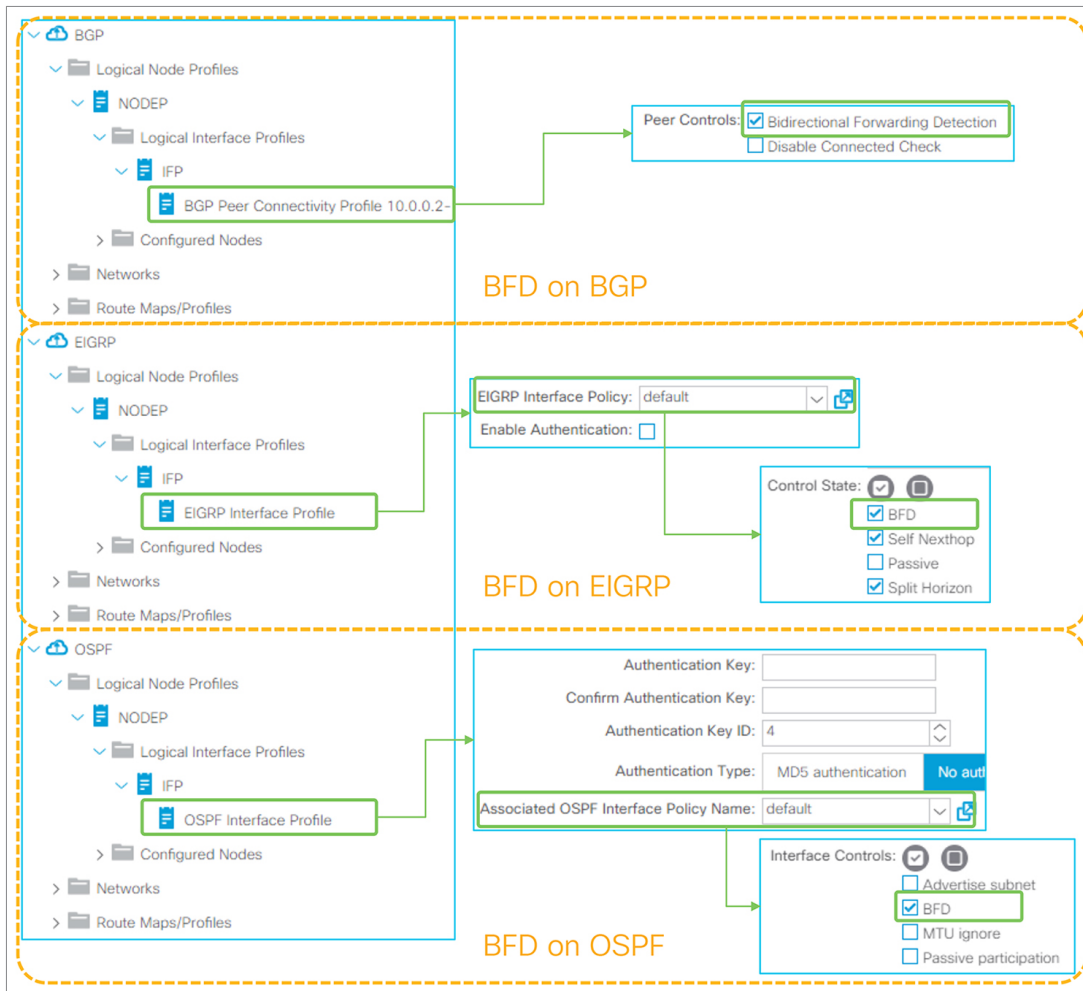 BGP
Logical Node Profiles
NODEP
Logical Interface Profiles
IFP
BGP Peer Connectivity Profile 10.0.0.2-
Configured Nodes
Networks
Route Maps/Profiles
Peer Controls: Bidirectional Forwarding Detection
Disable Connected Check
BFD on BGP
EIGRP
Logical Node Profiles
NODEP
Logical Interface Profiles
IFP
EIGRP Interface Profile
Configured Nodes
Networks
Route Maps/Profiles
EIGRP Interface Policy: default
Enable Authentication:
Control State:
BFD
Self Nexthop
Passive
Split Horizon
BFD on EIGRP
OSPF
Logical Node Profiles
NODEP
Logical Interface Profiles
IFP
OSPF Interface Profile
Configured Nodes
Networks
Route Maps/Profiles
Authentication Key:
Confirm Authentication Key:
Authentication Key ID: 4
Authentication Type: MD5 authentication No auth
Associated OSPF Interface Policy Name: default
Interface Controls:
Advertise subnet
BFD
MTU ignore
Passive participation
BFD on OSPF